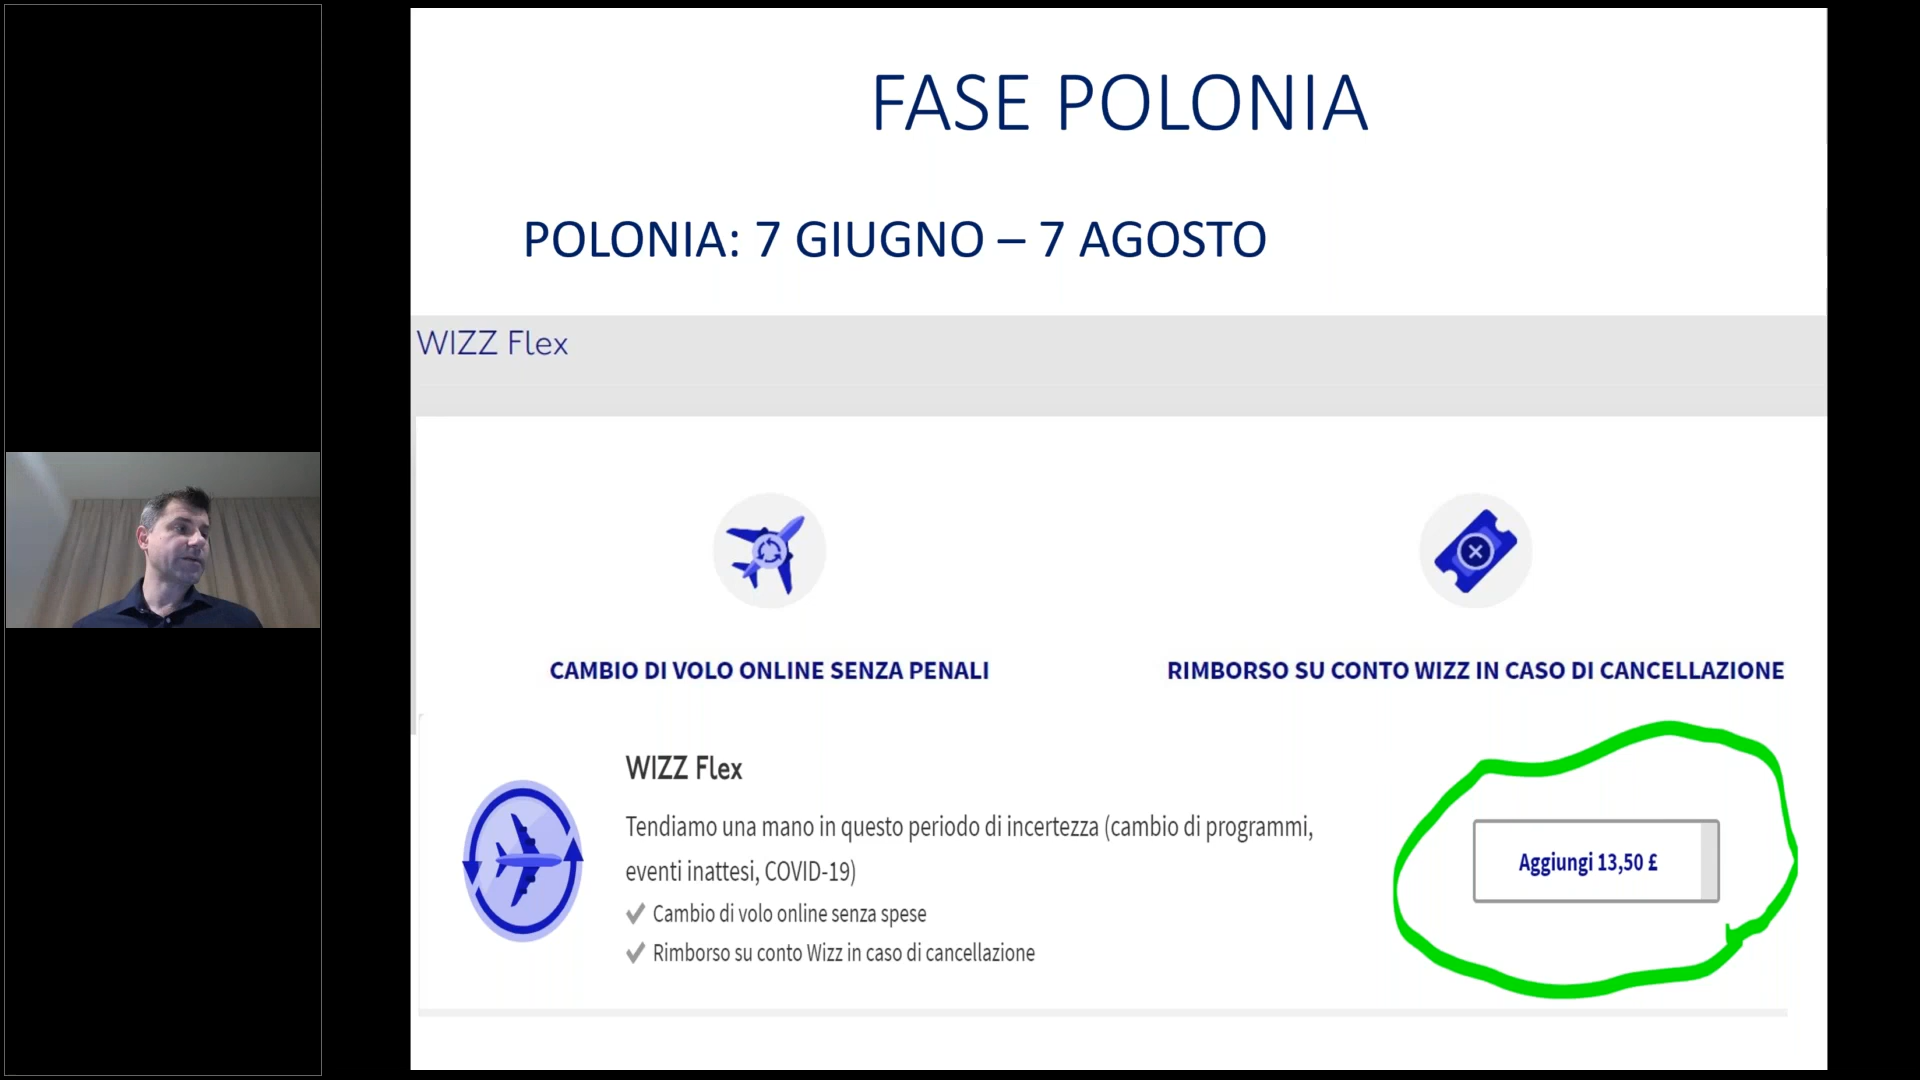 FASE POLONIA
POLONIA: 7 GIUGNO – 7 AGOSTO
WIZZ Flex
CAMBIO DI VOLO ONLINE SENZA PENALI
RIMBORSO SU CONTO WIZZ IN CASO DI CANCELLAZIONE
WIZZ Flex
Tendiamo una mano in questo periodo di incertezza (cambio di programmi,
eventi inattesi, COVID-19)
Cambio di volo online senza spese
Rimborso su conto Wizz in caso di cancellazione
Aggiungi 13,50 £